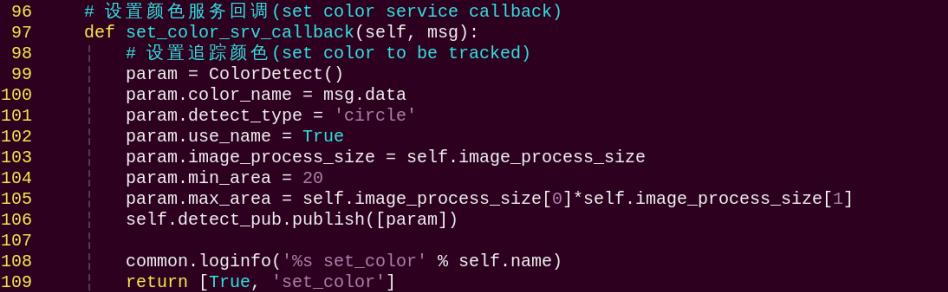 96 # 设置颜色服务回调(set color service callback)
97 def set_color_srv_callback(self, msg):
98 # 设置追踪颜色(set color to be tracked)
99 param = ColorDetect()
100 param.color_name = msg.data
101 param.detect_type = 'circle'
102 param.use_name = True
103 param.image_process_size = self.image_process_size
104 param.min_area = 20
105 param.max_area = self.image_process_size[0]*self.image_process_size[1]
106 self.detect_pub.publish([param])
107
108 common.loginfo('%s set_color' % self.name)
109 return [True, 'set_color']